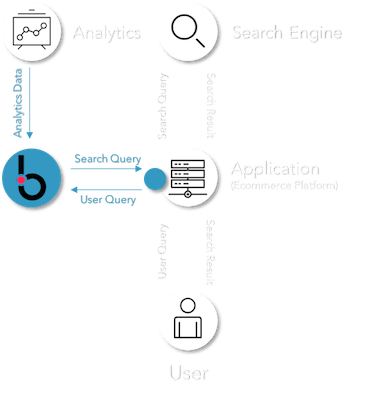 Analytics
Search Engine
Analytics Data
Search Query
Search Result
Search Query
User Query
Application
(Ecommerce Platform)
User Query
Search Result
User